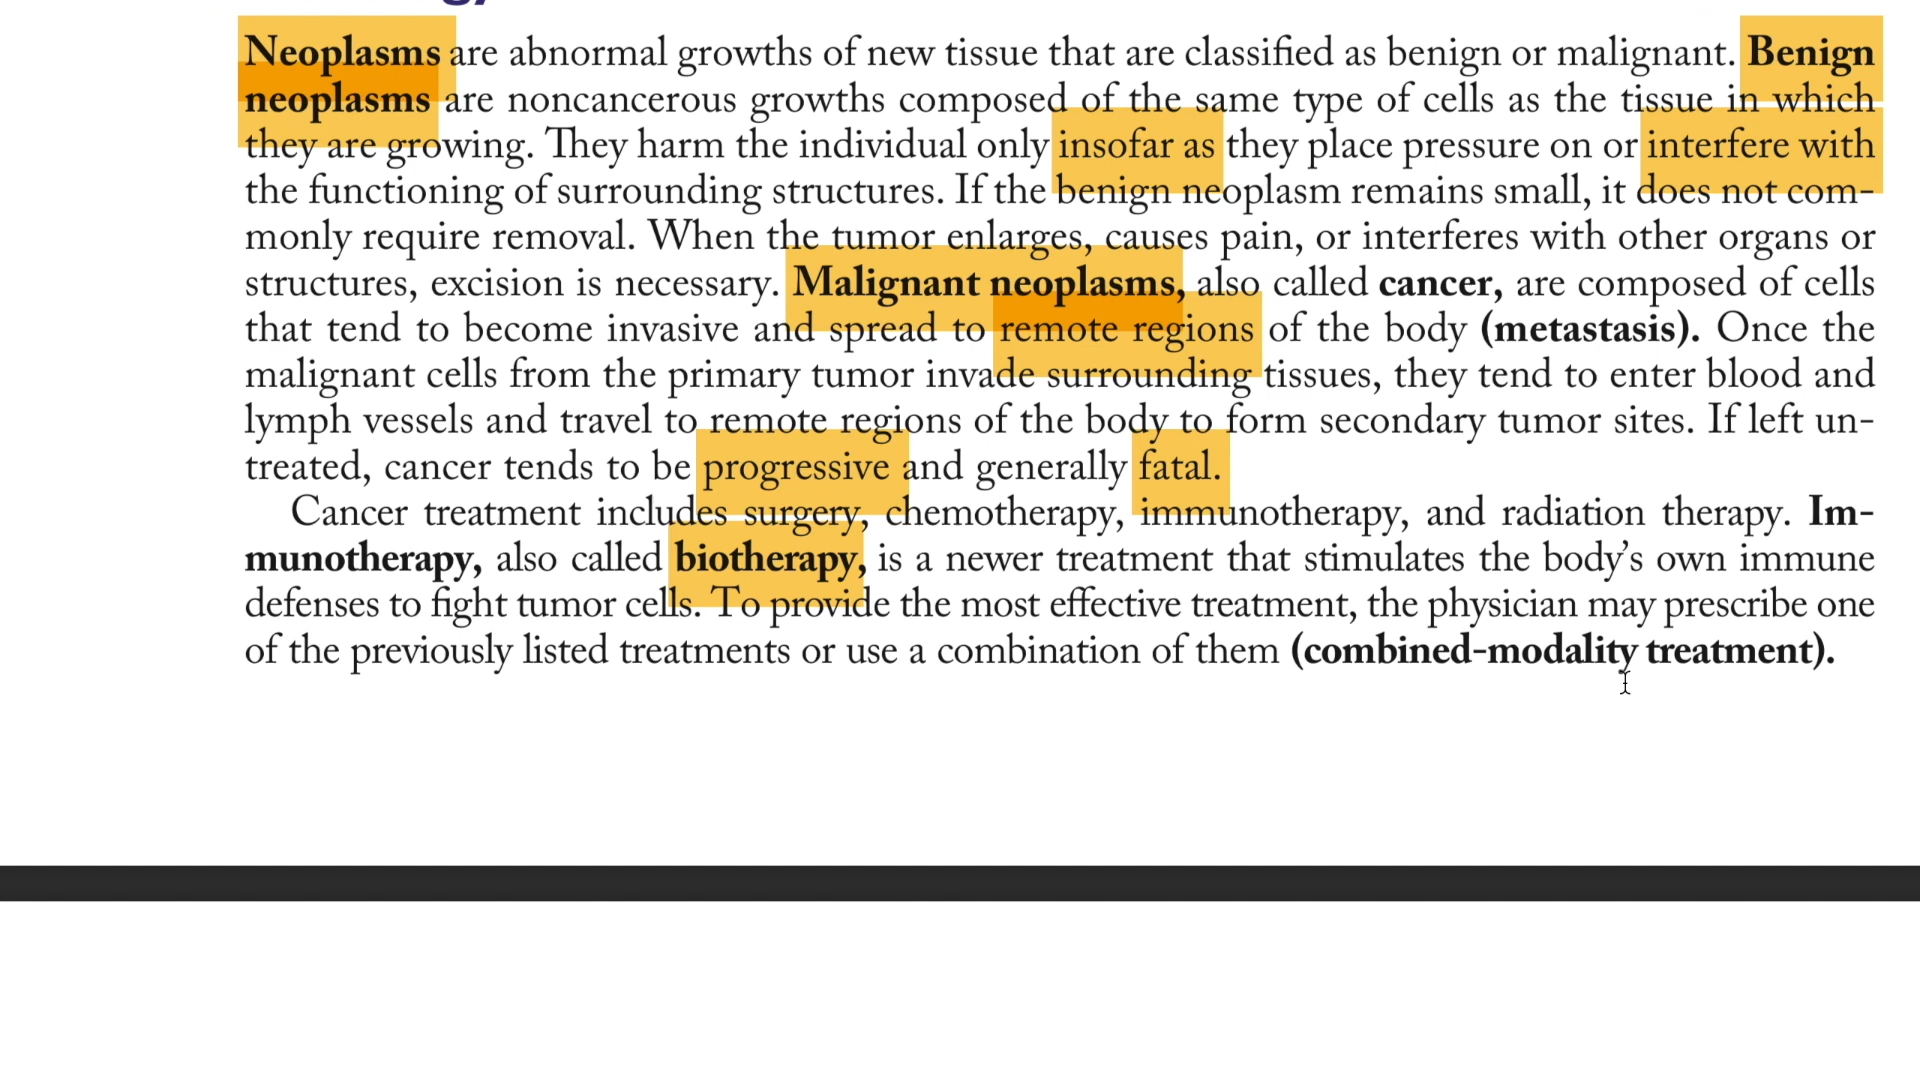 Neoplasms are abnormal growths of new tissue that are classified as benign or malignant. Benign
neoplasms are noncancerous growths composed of the same type of cells as the tissue in which
they are growing. They harm the individual only insofar as they place pressure on or interfere with
the functioning of surrounding structures. If the benign neoplasm remains small, it does not com-
monly require removal. When the tumor enlarges, causes pain, or interferes with other organs or
structures, excision is necessary. Malignant neoplasms, also called cancer, are composed of cells
that tend to become invasive and spread to remote regions of the body (metastasis). Once the
malignant cells from the primary tumor invade surrounding tissues, they tend to enter blood and
lymph vessels and travel to remote regions of the body to form secondary tumor sites. If left un-
treated, cancer tends to be progressive and generally fatal.
Cancer treatment includes surgery, chemotherapy, immunotherapy, and radiation therapy. Im-
munotherapy, also called biotherapy, is a newer treatment that stimulates the body’s own immune
defenses to fight tumor cells. To provide the most effective treatment, the physician may prescribe one
of the previously listed treatments or use a combination of them (combined-modality treatment).